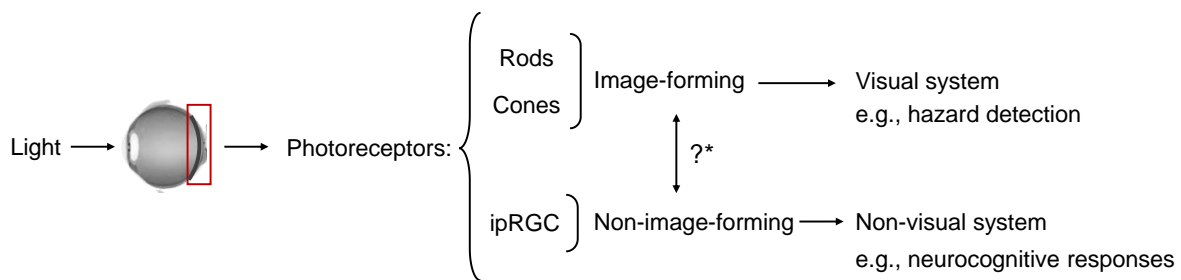 Light
Photoreceptors:
Rods
Cones
Image-forming
Visual system
e.g., hazard detection
?*
ipRGC
Non-image-forming
Non-visual system
e.g., neurocognitive responses